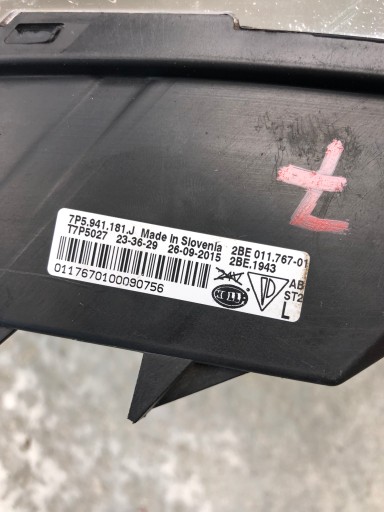 7P5.941.181.J Made in Slovenia 2BE 011.767-01
T7P5027 23-36-29 26-09-2015 2BE.1943
0117670100090756
HELLA
AB
ST2
L